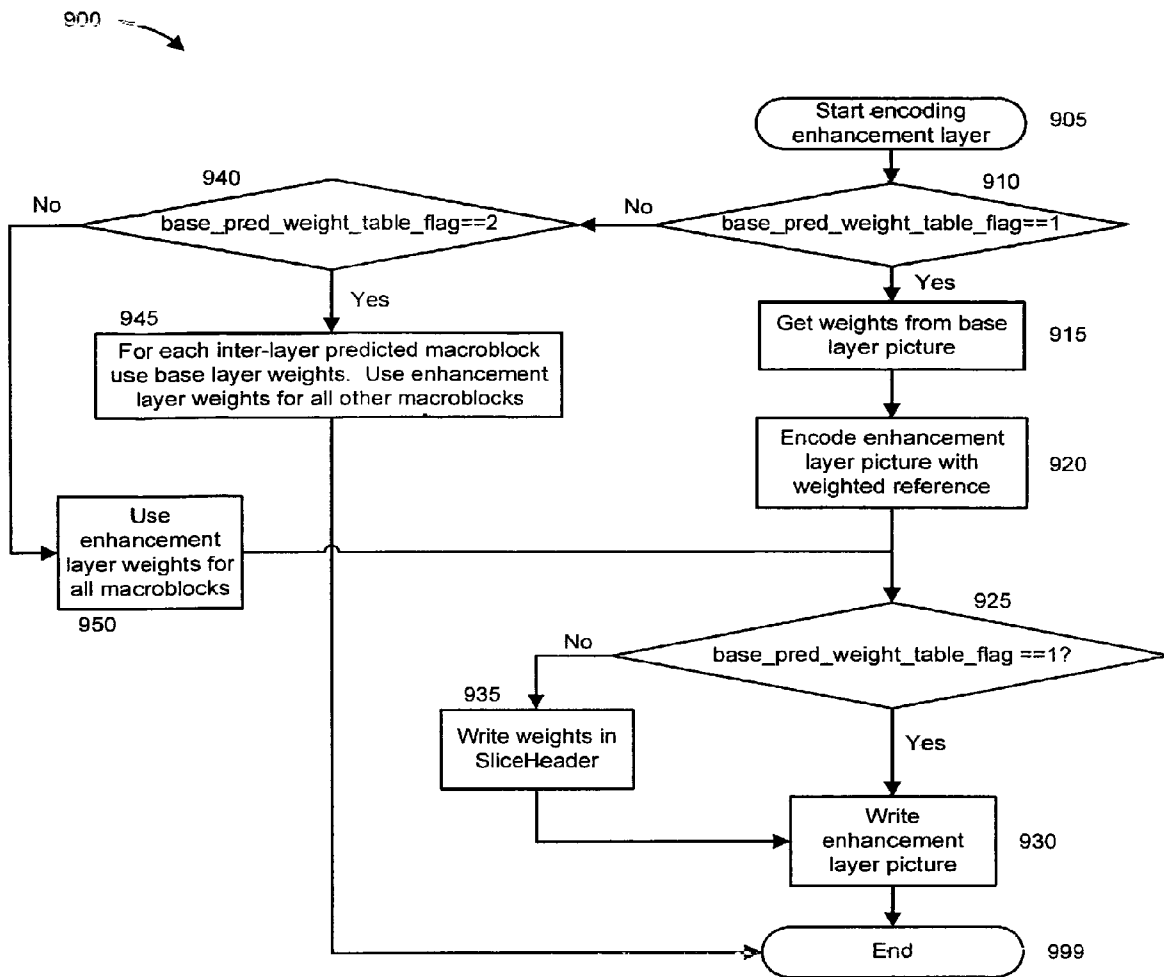 900
Start encoding
enhancement layer
905
910
base_pred_weight_table_flag==1
No
Yes
940
base_pred_weight_table_flag==2
No
Yes
Get weights from base
layer picture
915
945
For each inter-layer predicted macroblock
use base layer weights. Use enhancement
layer weights for all other macroblocks
Encode enhancement
layer picture with
weighted reference
920
Use
enhancement
layer weights for
all macroblocks
950
925
base_pred_weight_table_flag ==1?
No
Yes
935
Write weights in
SliceHeader
Write
enhancement
layer picture
930
End
999